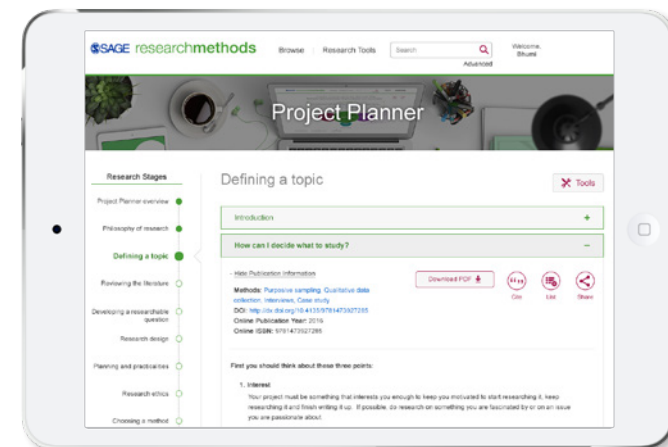 SAGE researchmethods
Browse
Research Tools
Search
Advanced
Welcome,
Bhumi
Project Planner
Research Stages
Project Planner overview
Philosophy of research
Defining a topic
Reviewing the literature
Developing a researchable
question
Research design
Planning and practicalities
Research ethics
Choosing a method
Defining a topic
Tools
Introduction +
How can I decide what to study? –
- Hide Publication Information
Methods: Purposive sampling, Qualitative data
collection, Interviews, Case study
DOI: http://dx.doi.org/10.4135/9781473927285
Online Publication Year: 2016
Online ISBN: 9781473927285
Download PDF
Cite
List
Share
First you should think about these three points:
1. Interest
Your project must be something that interests you enough to keep you motivated to start researching it, keep
researching it and finish writing it up. If possible, do research on something you are fascinated by or on an issue
you are passionate about.